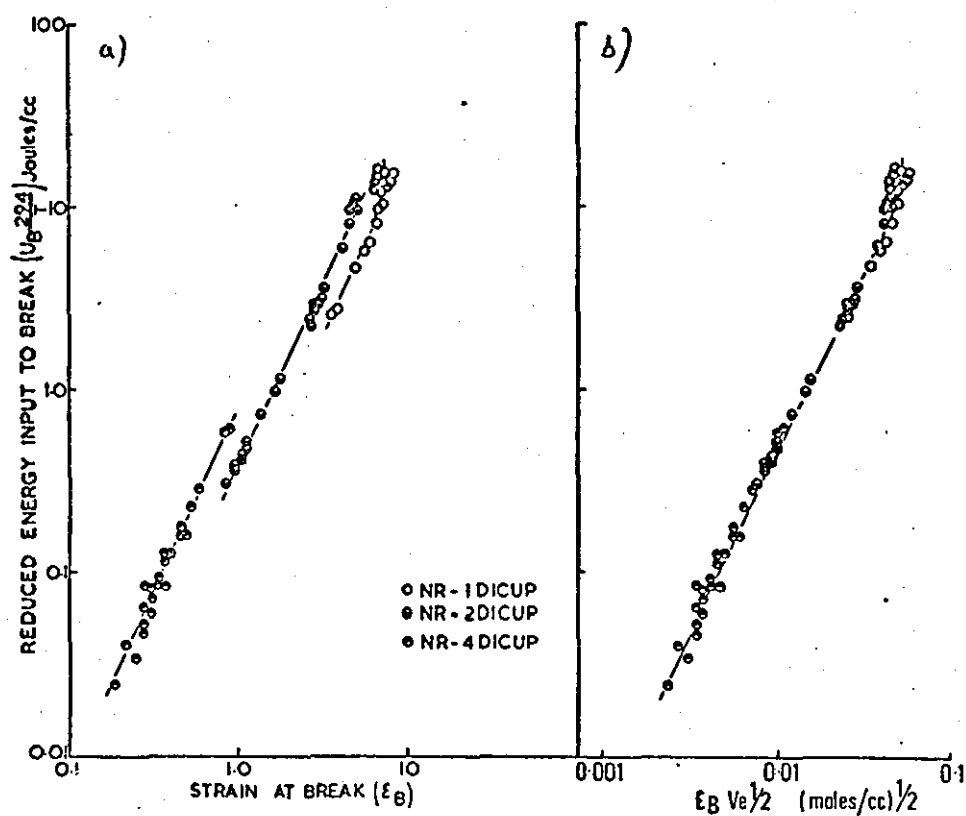 a)
b)
REDUCED ENERGY INPUT TO BREAK (U_B 294/T) Joules/cc
100
10
1·0
0·1
0·01
○ NR-1 DICUP
NR-2 DICUP
NR-4 DICUP
0·1
1·0
10
STRAIN AT BREAK (ε_B)
0·001
0·01
0·1
ε_B Ve^½ (moles/cc)^½